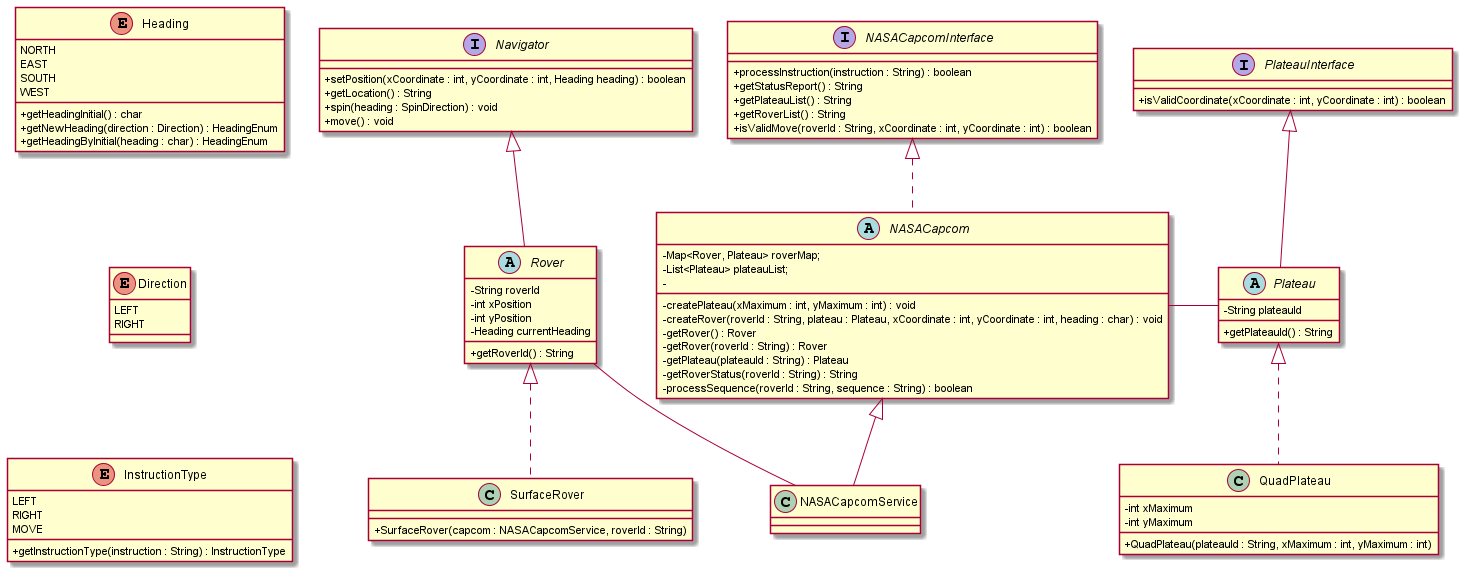 E Heading
NORTH
EAST
SOUTH
WEST
+getHeadingInitial() : char
+getNewHeading(direction : Direction) : HeadingEnum
+getHeadingByInitial(heading : char) : HeadingEnum
I Navigator
+setPosition(xCoordinate : int, yCoordinate : int, Heading heading) : boolean
+getLocation() : String
+spin(heading : SpinDirection) : void
+move() : void
I NASACapcomInterface
+processInstruction(instruction : String) : boolean
+getStatusReport() : String
+getPlateauList() : String
+getRoverList() : String
+isValidMove(roverId : String, xCoordinate : int, yCoordinate : int) : boolean
I PlateauInterface
+isValidCoordinate(xCoordinate : int, yCoordinate : int) : boolean
E Direction
LEFT
RIGHT
A Rover
-String roverId
-int xPosition
-int yPosition
-Heading currentHeading
+getRoverId() : String
A NASACapcom
-Map<Rover, Plateau> roverMap;
-List<Plateau> plateauList;
-
-createPlateau(xMaximum : int, yMaximum : int) : void
-createRover(roverId : String, plateau : Plateau, xCoordinate : int, yCoordinate : int, heading : char) : void
-getRover() : Rover
-getRover(roverId : String) : Rover
-getPlateau(plateauId : String) : Plateau
-getRoverStatus(roverId : String) : String
-processSequence(roverId : String, sequence : String) : boolean
A Plateau
-String plateauId
+getPlateauId() : String
E InstructionType
LEFT
RIGHT
MOVE
+getInstructionType(instruction : String) : InstructionType
C SurfaceRover
+SurfaceRover(capcom : NASACapcomService, roverId : String)
C NASACapcomService
C QuadPlateau
-int xMaximum
-int yMaximum
+QuadPlateau(plateauId : String, xMaximum : int, yMaximum : int)